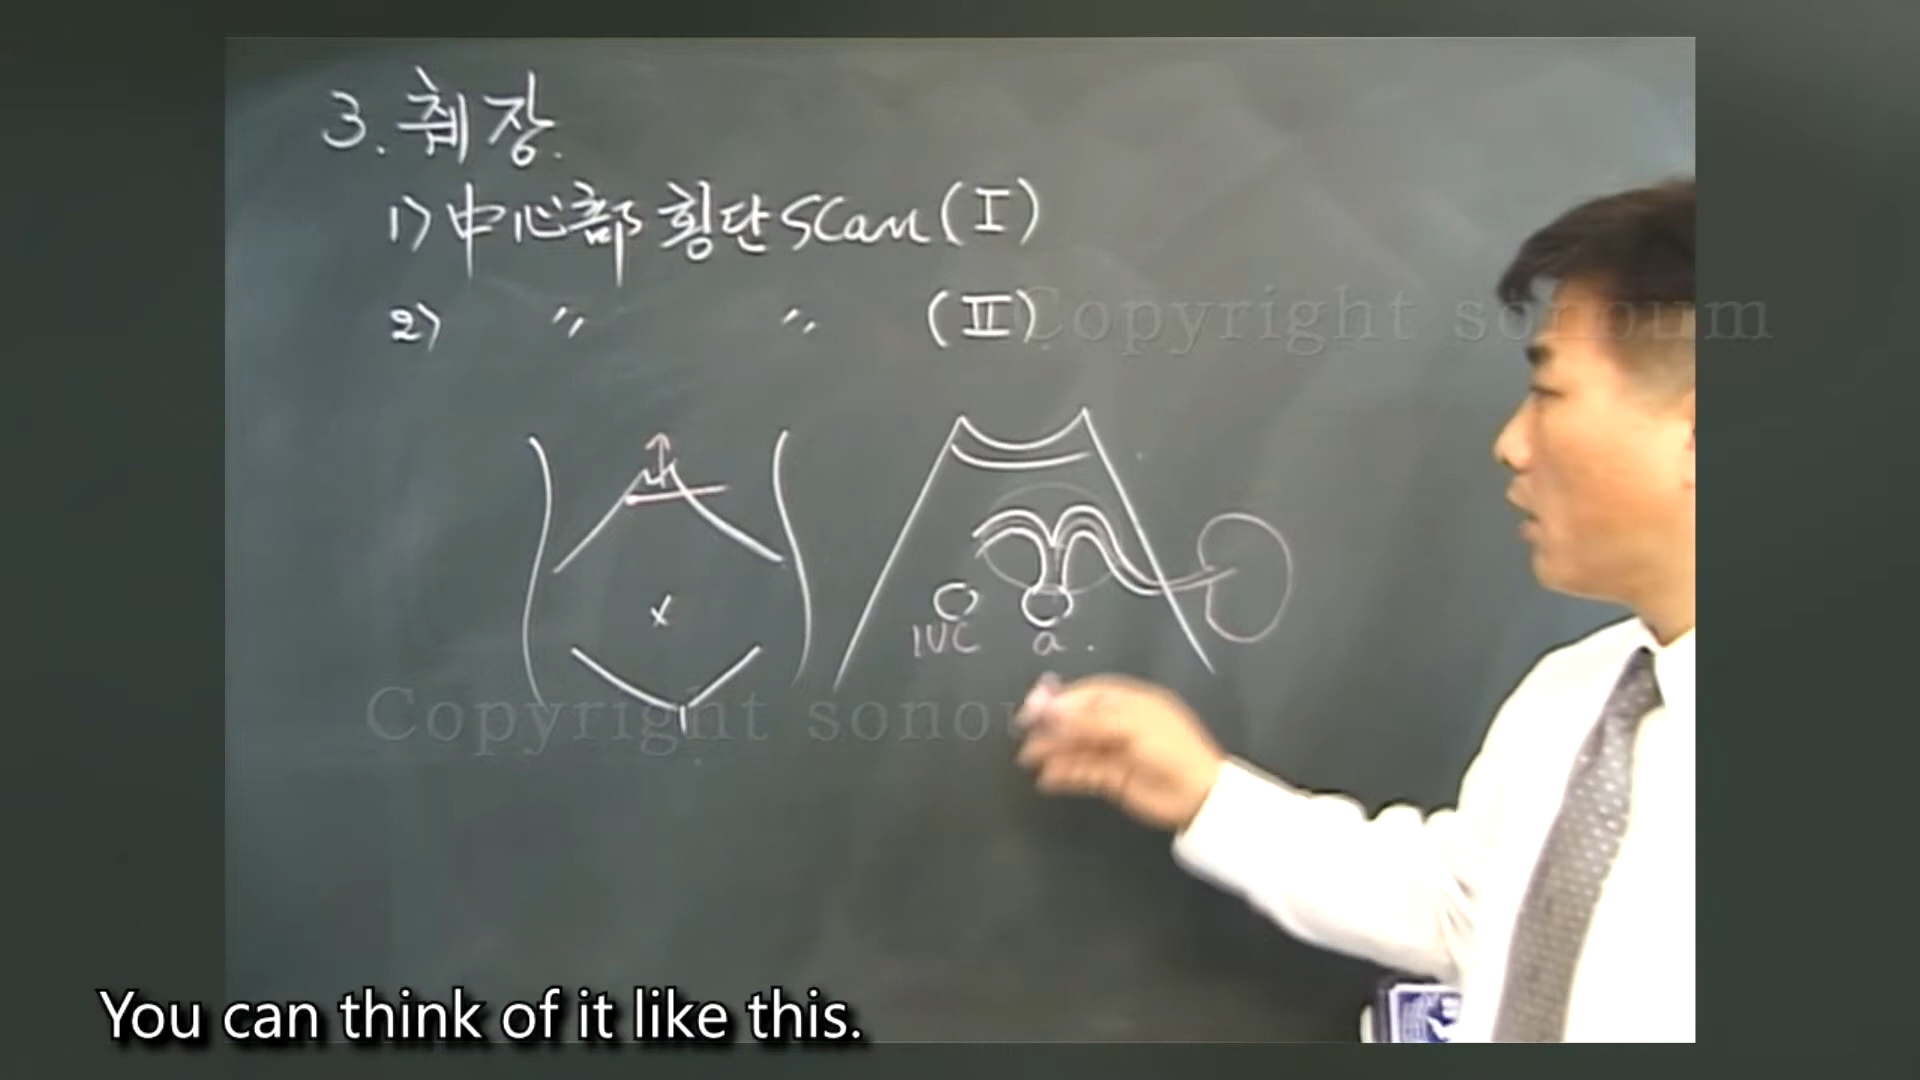 3. 췌장.
1) 中心部 횡단 Scan (I)
2) 〃 〃 (II)
Copyright sonoum
IVC a.
Copyright sonou
You can think of it like this.